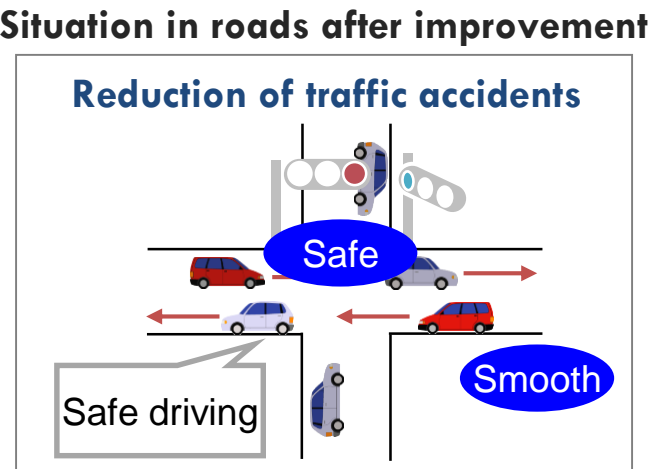 Situation in roads after improvement
Reduction of traffic accidents
Safe
Smooth
Safe driving